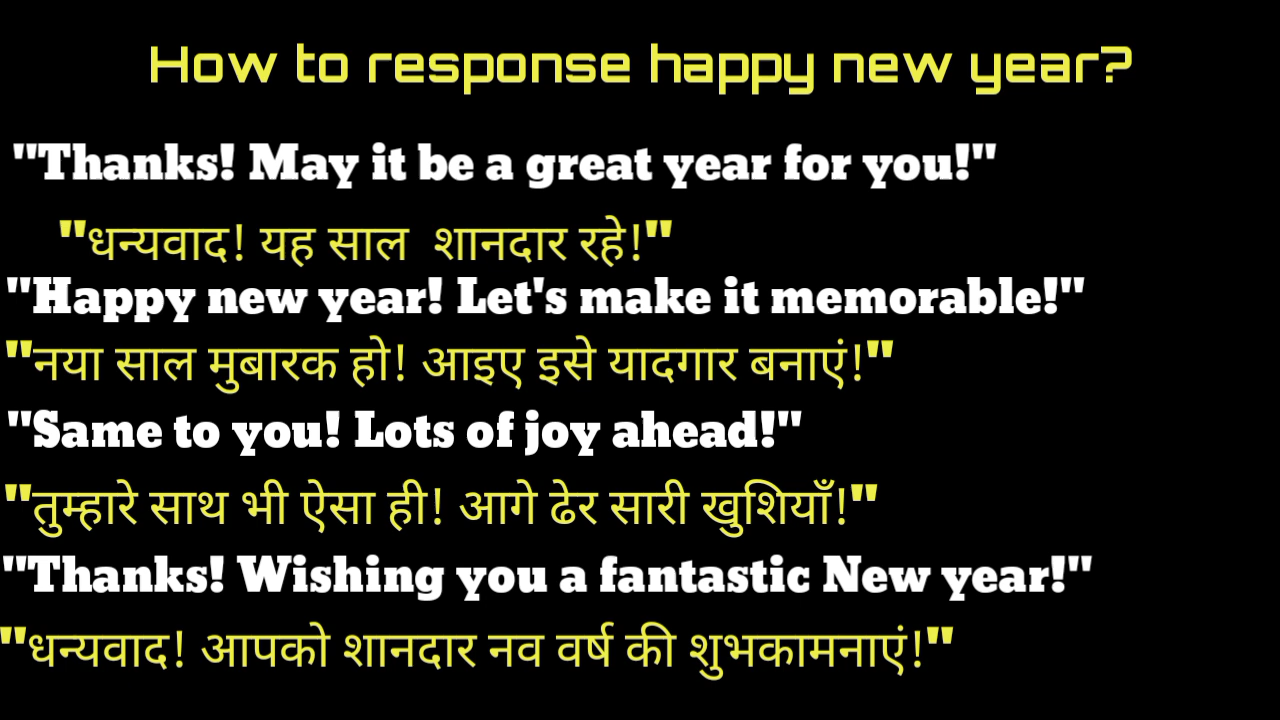 How to response happy new year?
"Thanks! May it be a great year for you!"
"धन्यवाद! यह साल शानदार रहे!"
"Happy new year! Let's make it memorable!"
"नया साल मुबारक हो! आइए इसे यादगार बनाएं!"
"Same to you! Lots of joy ahead!"
"तुम्हारे साथ भी ऐसा ही! आगे ढेर सारी खुशियाँ!"
"Thanks! Wishing you a fantastic New year!"
"धन्यवाद! आपको शानदार नव वर्ष की शुभकामनाएं!"